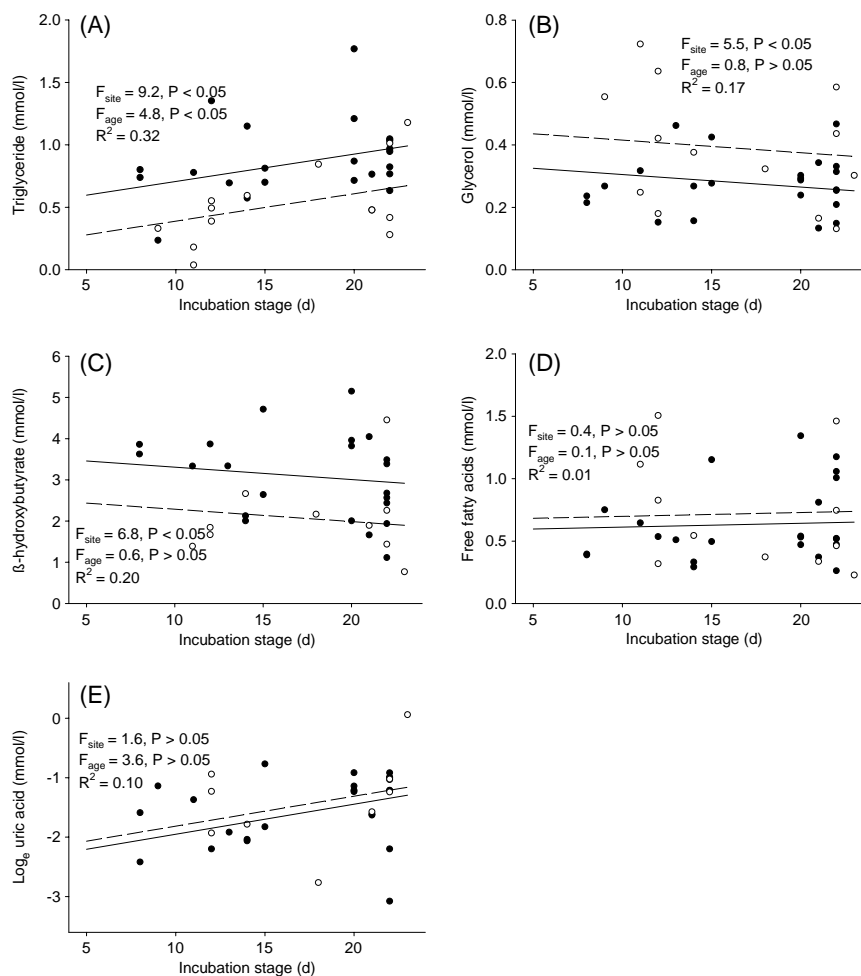 (A)
F_site = 9.2, P < 0.05
F_age = 4.8, P < 0.05
R² = 0.32
Triglyceride (mmol/l)
2.0
1.5
1.0
0.5
0.0
5 10 15 20
Incubation stage (d)
(B)
F_site = 5.5, P < 0.05
F_age = 0.8, P > 0.05
R² = 0.17
Glycerol (mmol/l)
0.8
0.6
0.4
0.2
0.0
5 10 15 20
Incubation stage (d)
(C)
F_site = 6.8, P < 0.05
F_age = 0.6, P > 0.05
R² = 0.20
ß-hydroxybutyrate (mmol/l)
6
5
4
3
2
1
0
5 10 15 20
Incubation stage (d)
(D)
F_site = 0.4, P > 0.05
F_age = 0.1, P > 0.05
R² = 0.01
Free fatty acids (mmol/l)
2.0
1.5
1.0
0.5
0.0
5 10 15 20
Incubation stage (d)
(E)
F_site = 1.6, P > 0.05
F_age = 3.6, P > 0.05
R² = 0.10
Log_e uric acid (mmol/l)
0
-1
-2
-3
5 10 15 20
Incubation stage (d)